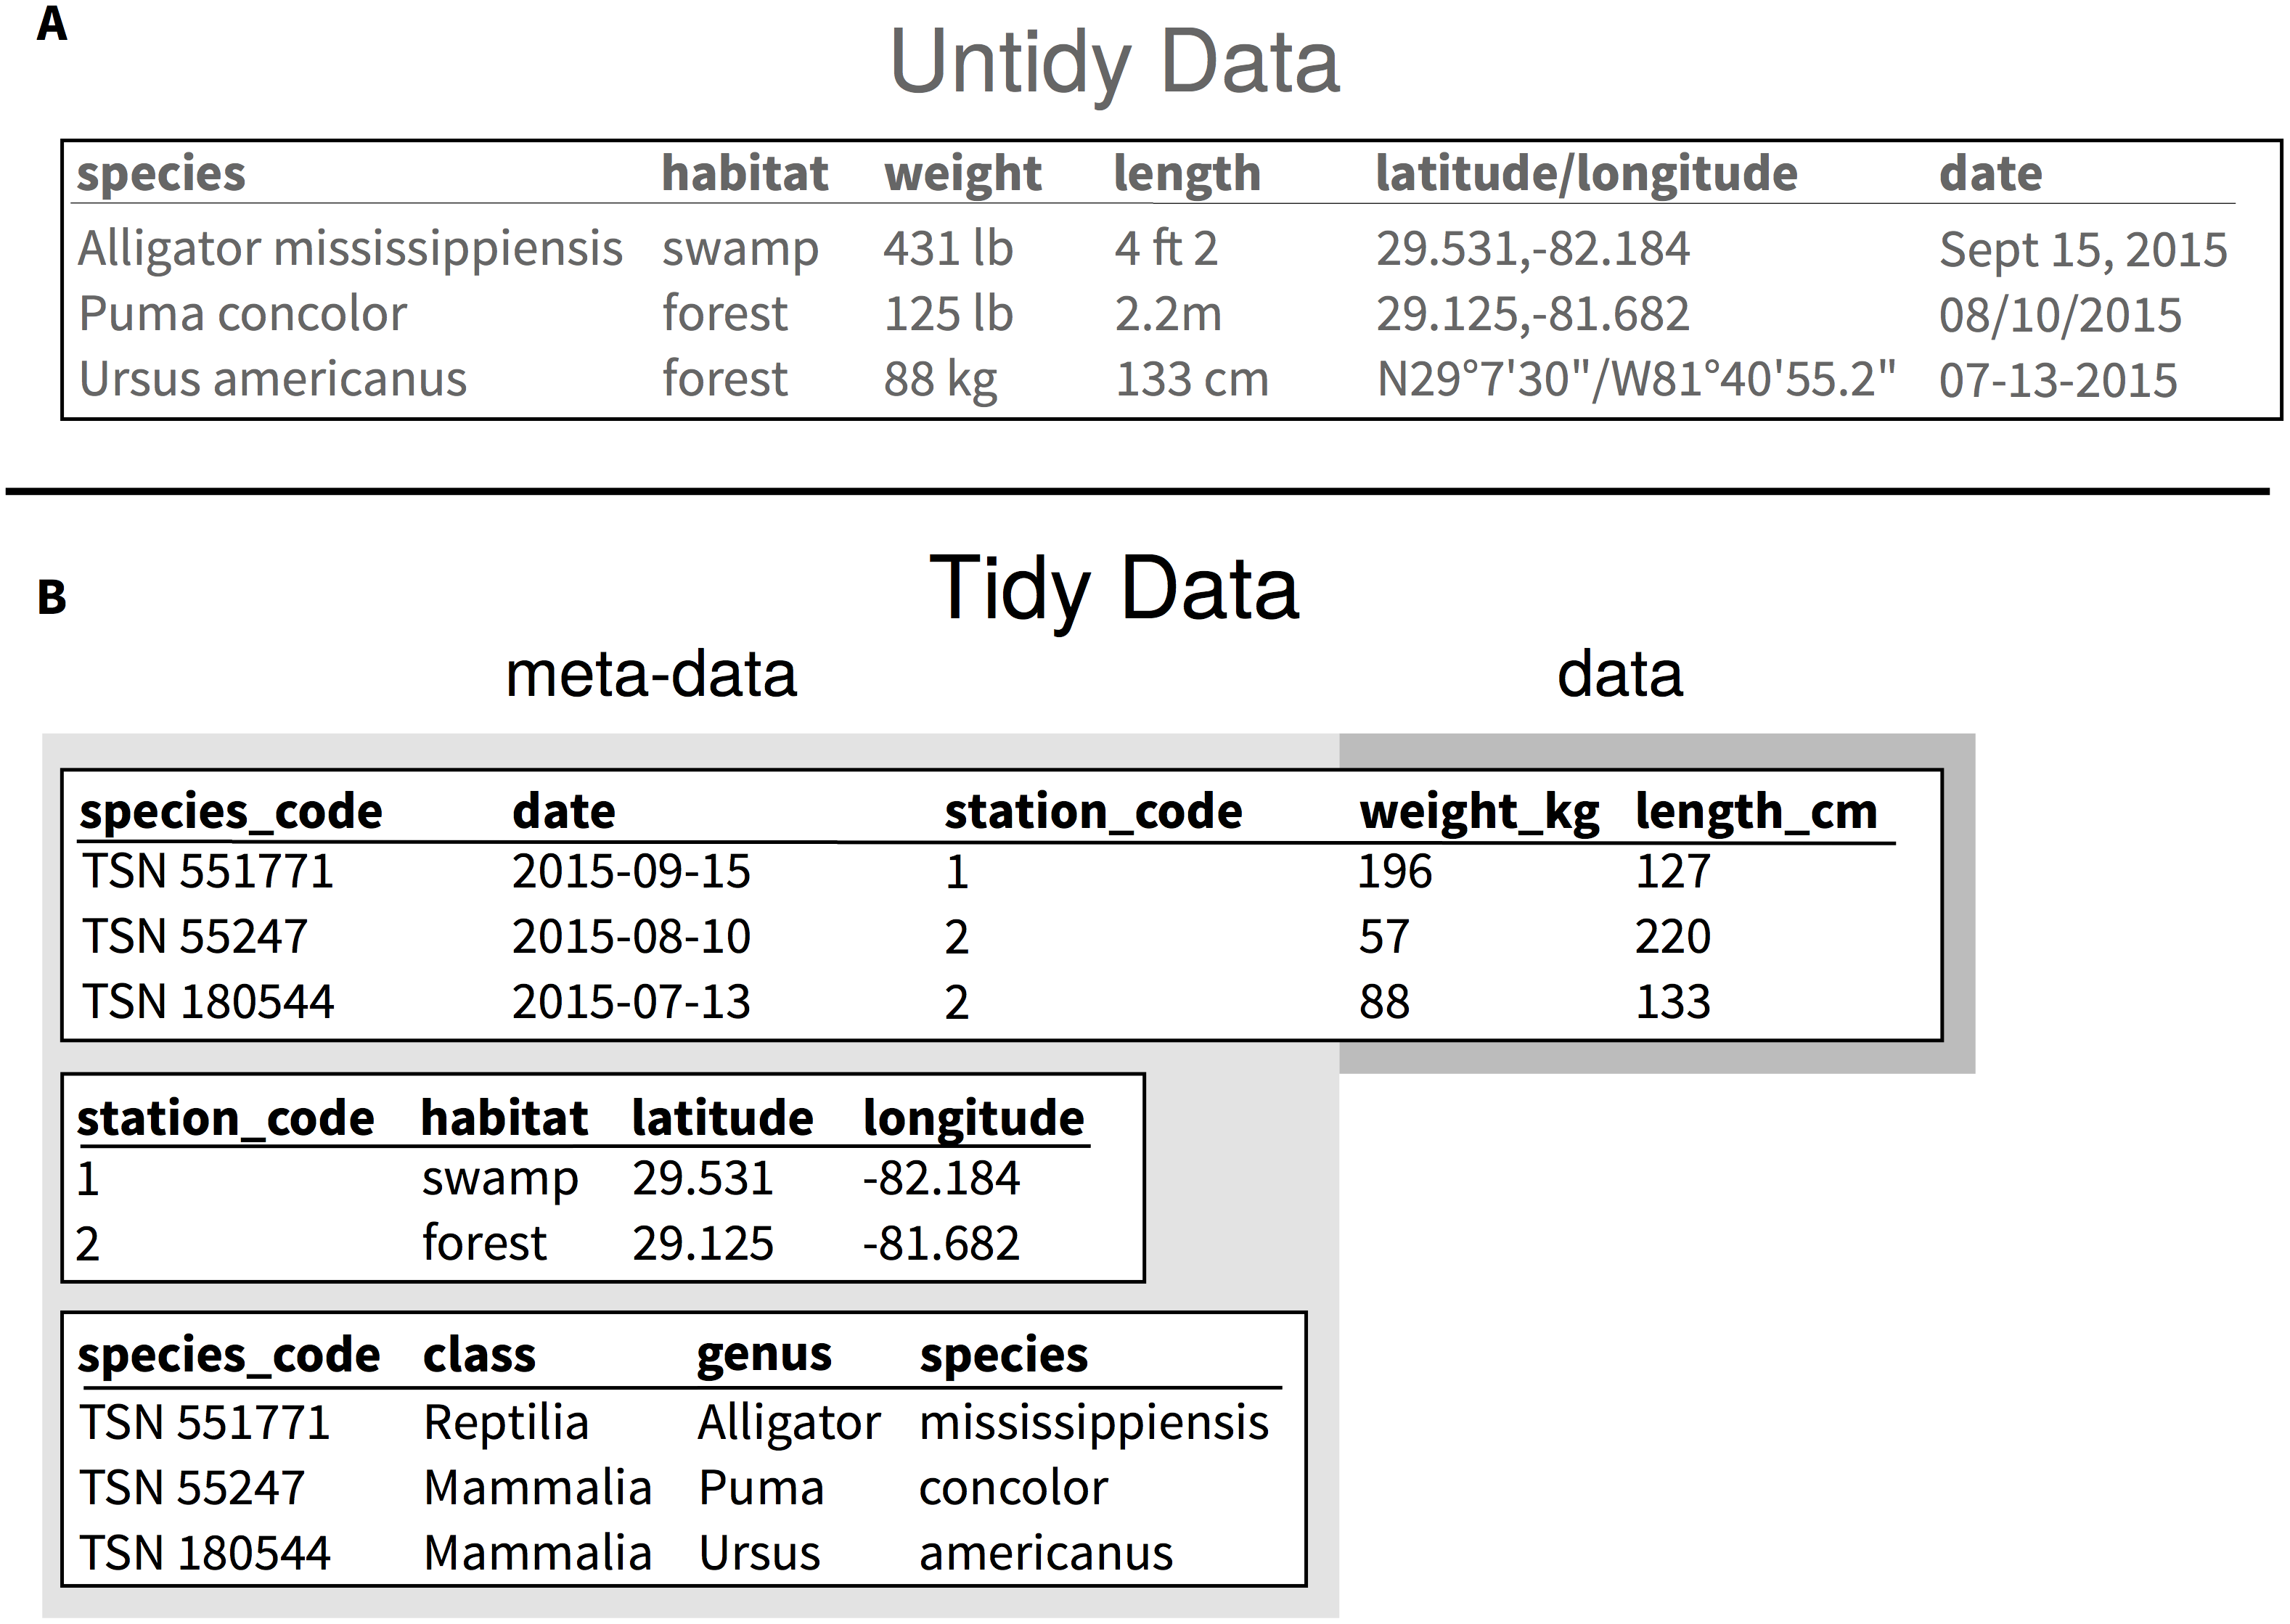 A
Untidy Data
species habitat weight length latitude/longitude date
Alligator mississippiensis swamp 431 lb 4 ft 2 29.531,-82.184 Sept 15, 2015
Puma concolor forest 125 lb 2.2m 29.125,-81.682 08/10/2015
Ursus americanus forest 88 kg 133 cm N29°7'30"/W81°40'55.2" 07-13-2015
B
Tidy Data
meta-data data
species_code date station_code weight_kg length_cm
TSN 551771 2015-09-15 1 196 127
TSN 55247 2015-08-10 2 57 220
TSN 180544 2015-07-13 2 88 133
station_code habitat latitude longitude
1 swamp 29.531 -82.184
2 forest 29.125 -81.682
species_code class genus species
TSN 551771 Reptilia Alligator mississippiensis
TSN 55247 Mammalia Puma concolor
TSN 180544 Mammalia Ursus americanus